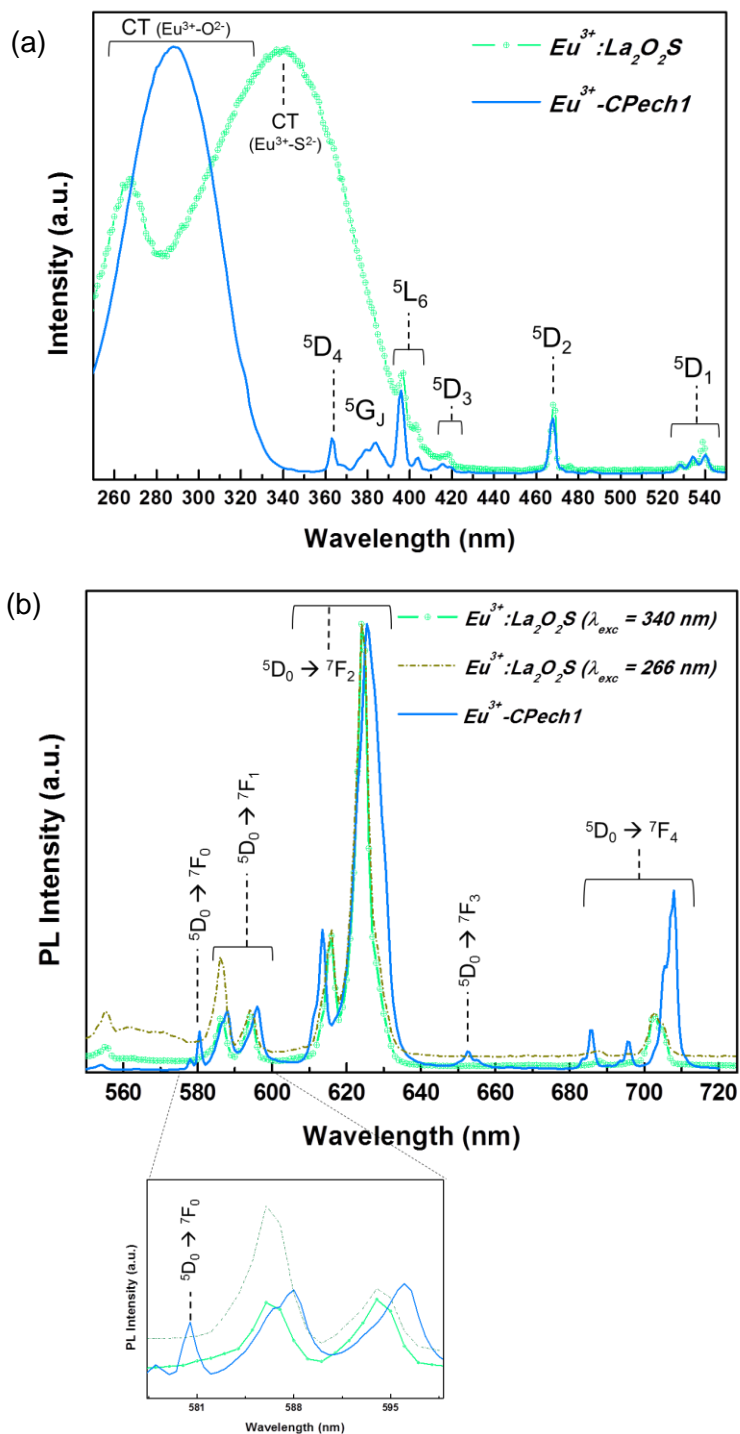 (a)
CT (Eu³⁺-O²⁻)
Eu³⁺:La₂O₂S
Eu³⁺-CPech1
CT
(Eu³⁺-S²⁻)
⁵D₄
⁵G_J
⁵L₆
⁵D₃
⁵D₂
⁵D₁
Intensity (a.u.)
260 280 300 320 340 360 380 400 420 440 460 480 500 520 540
Wavelength (nm)
(b)
Eu³⁺:La₂O₂S (λ_exc = 340 nm)
Eu³⁺:La₂O₂S (λ_exc = 266 nm)
Eu³⁺-CPech1
⁵D₀ → ⁷F₂
⁵D₀ → ⁷F₀
⁵D₀ → ⁷F₁
⁵D₀ → ⁷F₃
⁵D₀ → ⁷F₄
PL Intensity (a.u.)
560 580 600 620 640 660 680 700 720
Wavelength (nm)
⁵D₀ → ⁷F₀
PL Intensity (a.u.)
581 588 595
Wavelength (nm)